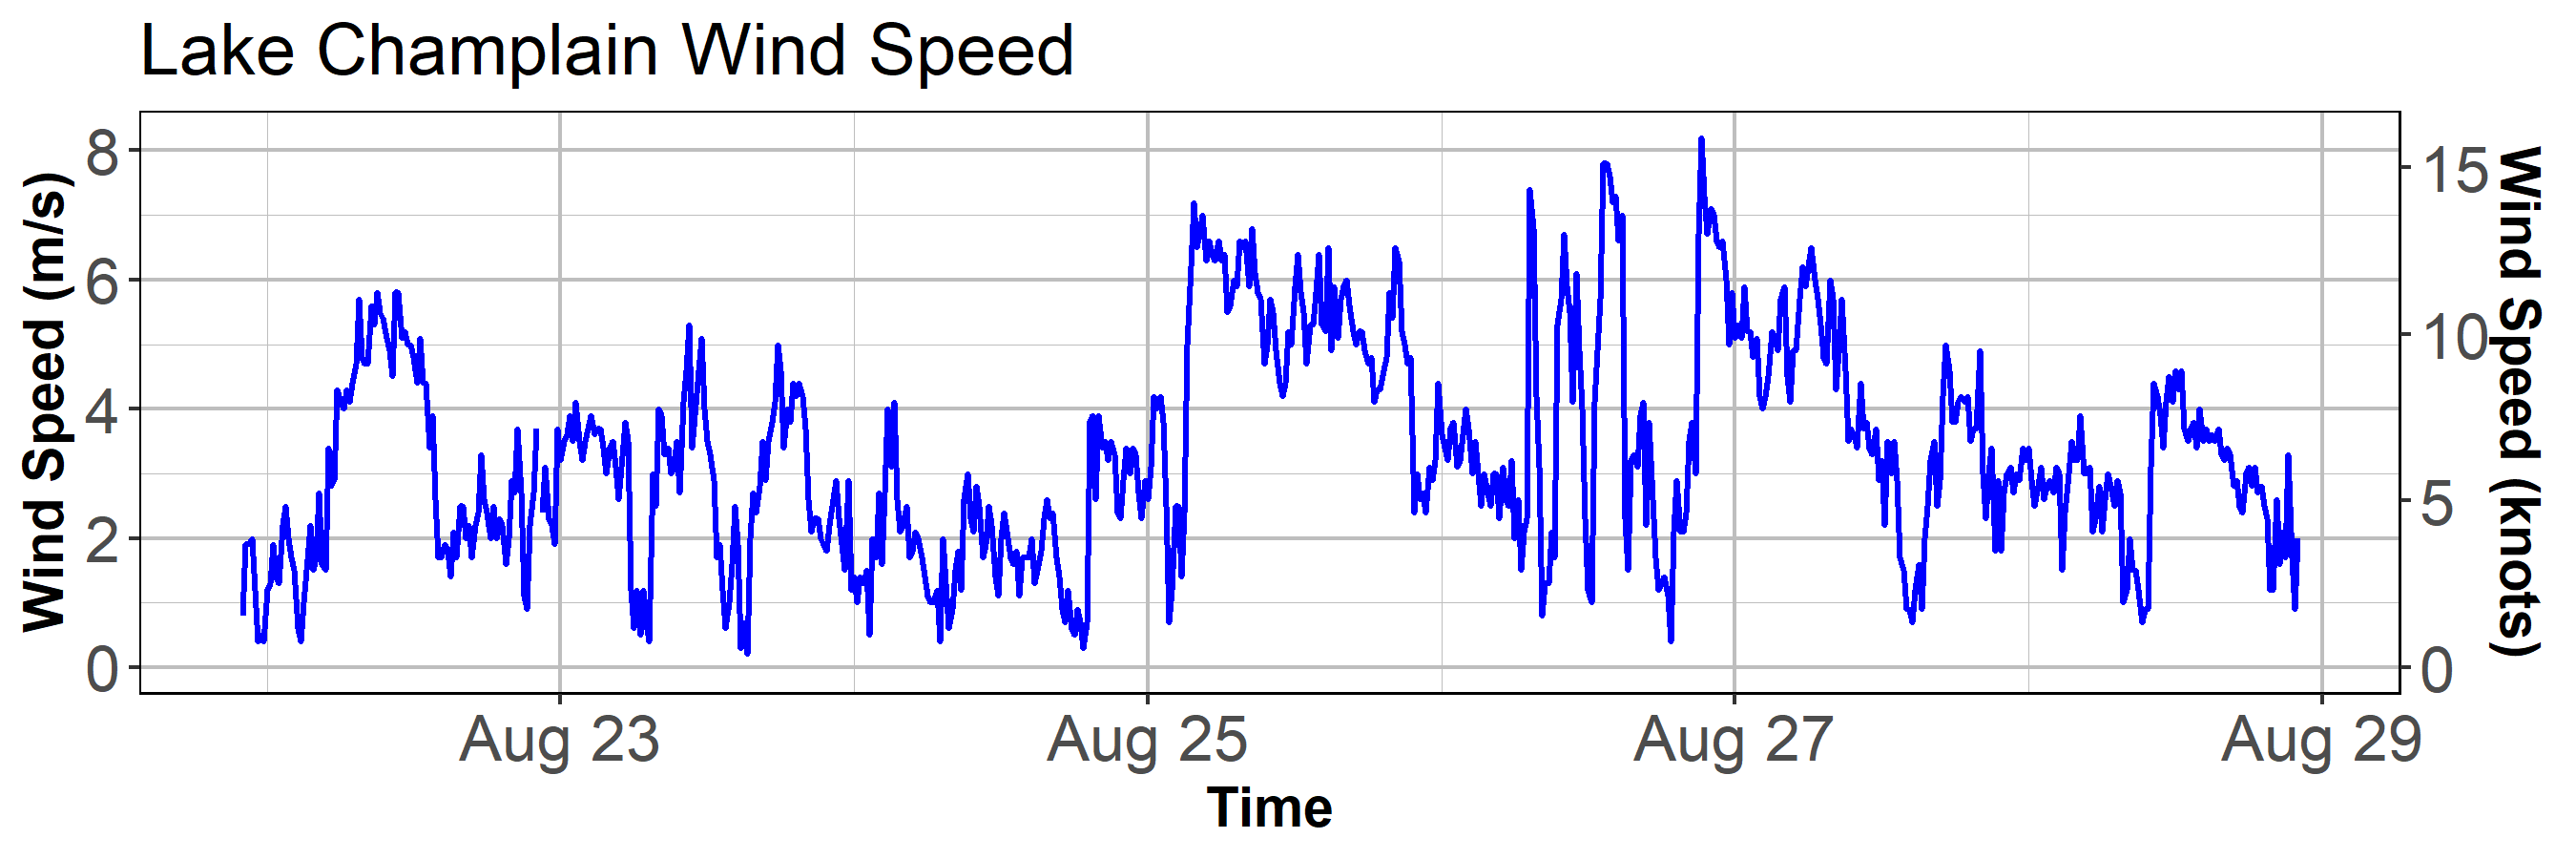 Lake Champlain Wind Speed
Wind Speed (m/s)
8
6
4
2
0
15
10
5
0
Wind Speed (knots)
Aug 23
Aug 25
Aug 27
Aug 29
Time